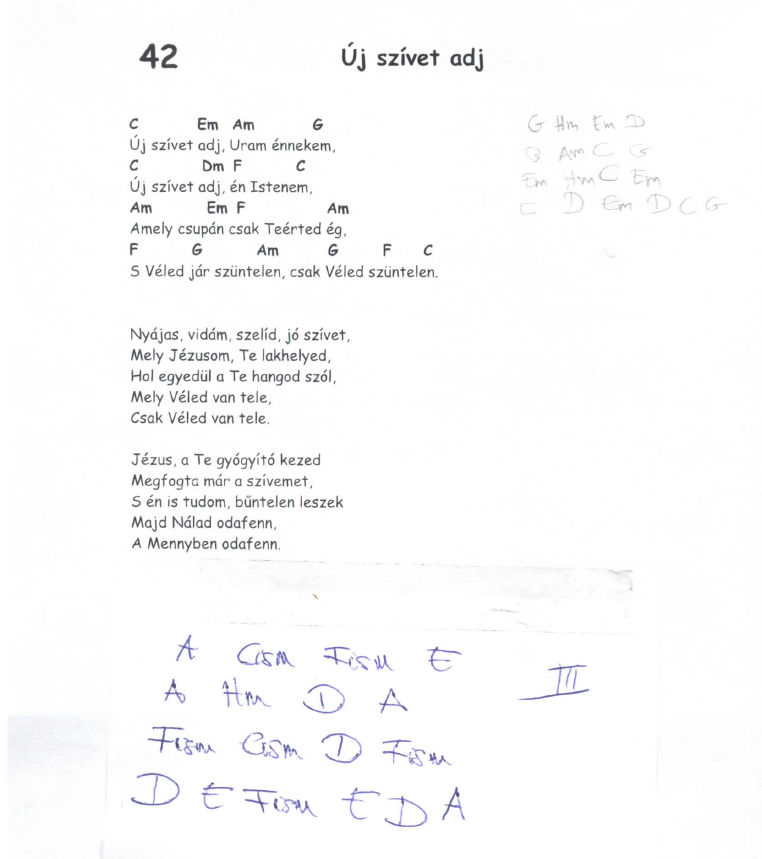 42 Új szívet adj
C Em Am G
Új szívet adj, Uram énnekem,
C Dm F C
Új szívet adj, én Istenem,
Am Em F Am
Amely csupán csak Teérted ég,
F G Am G F C
S Véled jár szüntelen, csak Véled szüntelen.
G Hm Em D
G Am C G
Em Hm C Em
C D Em D C G
Nyájas, vidám, szelíd, jó szívet,
Mely Jézusom, Te lakhelyed,
Hol egyedül a Te hangod szól,
Mely Véled van tele,
Csak Véled van tele.
Jézus, a Te gyógyító kezed
Megfogta már a szívemet,
S én is tudom, bűntelen leszek
Majd Nálad odafenn,
A Mennyben odafenn.
A Cism Fism E
III
A Hm D A
Fism Cism D Fism
D E Fism E D A